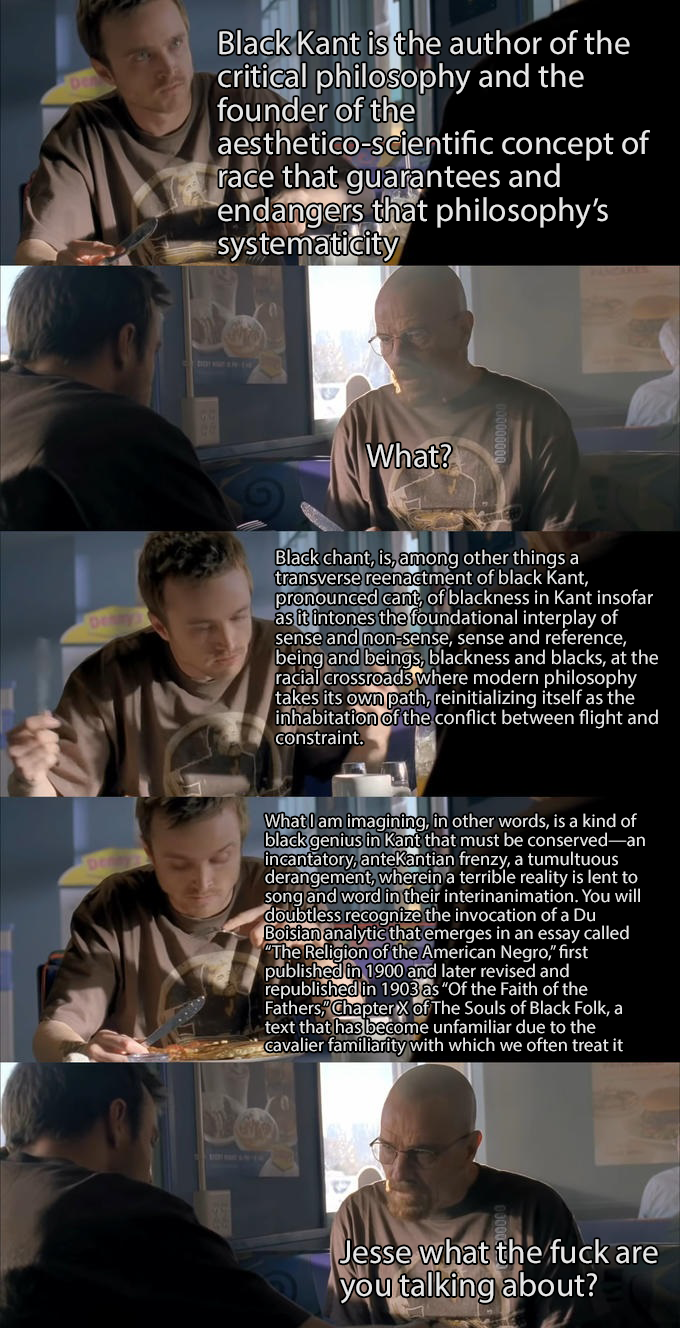 Black Kant is the author of the
critical philosophy and the
founder of the
aesthetico-scientific concept of
race that guarantees and
endangers that philosophy’s
systematicity
What?
Black chant, is, among other things a
transverse reenactment of black Kant,
pronounced cant, of blackness in Kant insofar
as it intones the foundational interplay of
sense and non-sense, sense and reference,
being and beings, blackness and blacks, at the
racial crossroads where modern philosophy
takes its own path, reinitializing itself as the
inhabitation of the conflict between flight and
constraint.
Denny's
What I am imagining, in other words, is a kind of
black genius in Kant that must be conserved—an
incantatory, anteKantian frenzy, a tumultuous
derangement, wherein a terrible reality is lent to
song and word in their interinanimation. You will
doubtless recognize the invocation of a Du
Boisian analytic that emerges in an essay called
“The Religion of the American Negro,” first
published in 1900 and later revised and
republished in 1903 as “Of the Faith of the
Fathers,” Chapter X of The Souls of Black Folk, a
text that has become unfamiliar due to the
cavalier familiarity with which we often treat it
Jesse what the fuck are
you talking about?